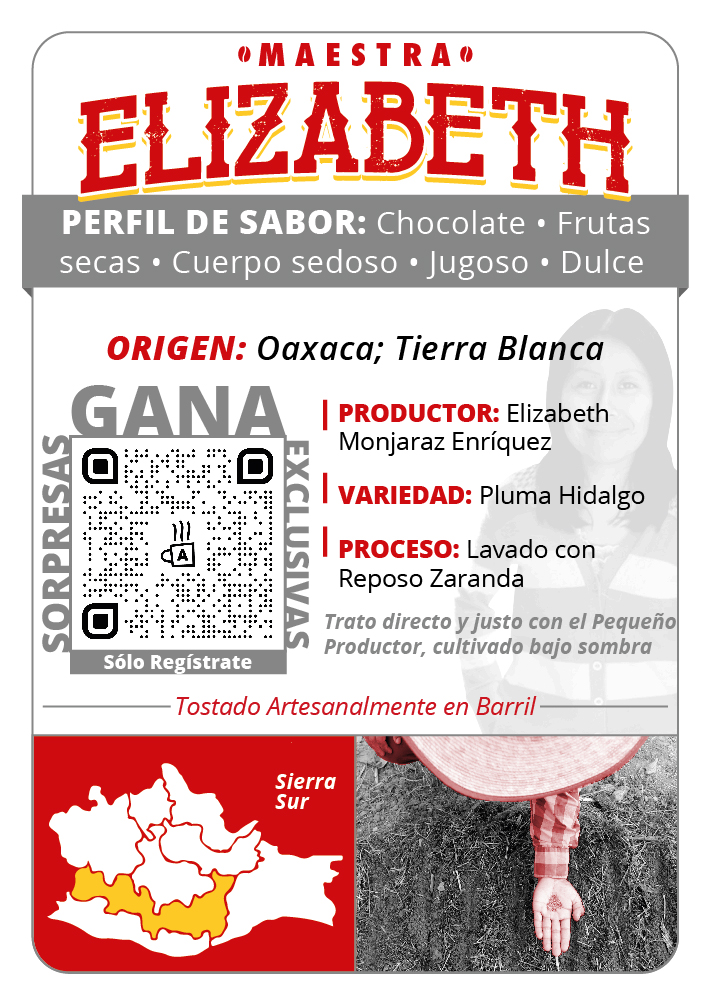 MAESTRA
ELIZABETH
PERFIL DE SABOR: Chocolate • Frutas
secas • Cuerpo sedoso • Jugoso • Dulce
ORIGEN: Oaxaca; Tierra Blanca
GANA
SORPRESAS
EXCLUSIVAS
A
Sólo Regístrate
PRODUCTOR: Elizabeth
Monjaraz Enríquez
VARIEDAD: Pluma Hidalgo
PROCESO: Lavado con
Reposo Zaranda
Trato directo y justo con el Pequeño
Productor, cultivado bajo sombra
Tostado Artesanalmente en Barril
Sierra
Sur